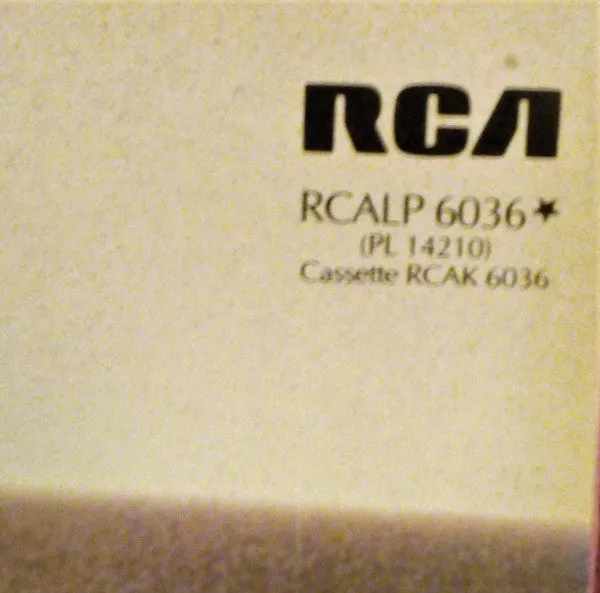 RCA
RCALP 6036★
(PL 14210)
Cassette RCAK 6036